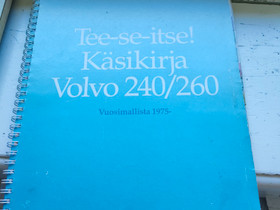 Tee-se-itse!
Käsikirja
Volvo 240/260
Vuosimallista 1975-